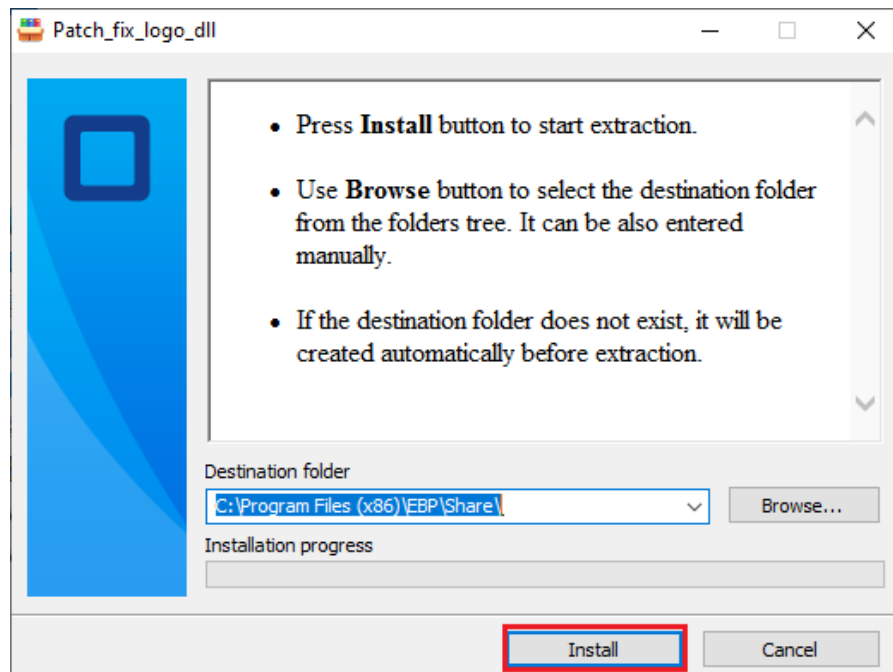 Patch_fix_logo_dll
Press Install button to start extraction.
Use Browse button to select the destination folder
from the folders tree. It can be also entered
manually.
If the destination folder does not exist, it will be
created automatically before extraction.
Destination folder
C:\Program Files (x86)\EBP\Share\
Browse...
Installation progress
Install
Cancel